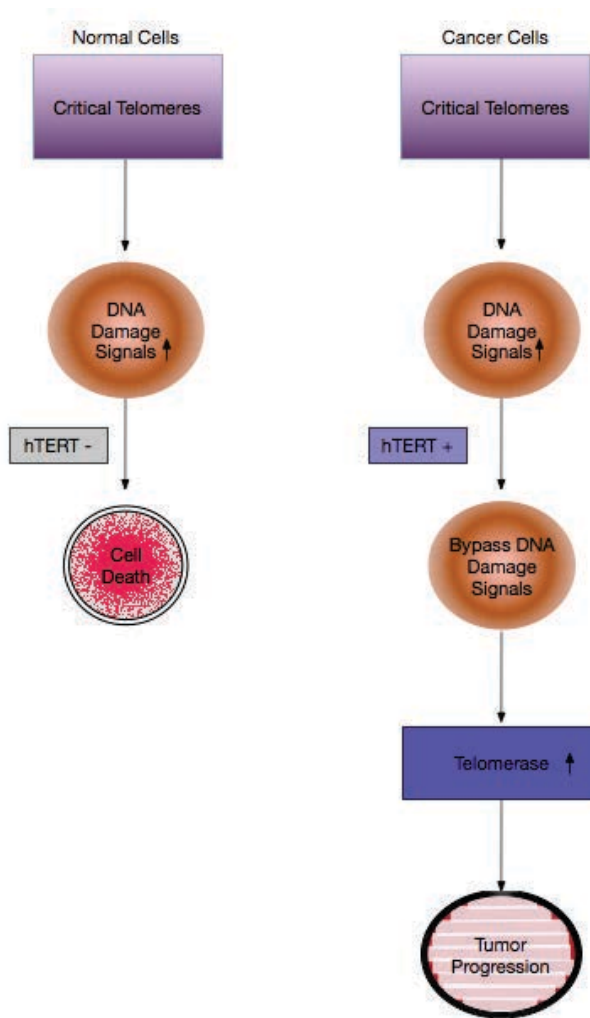 Normal Cells
Critical Telomeres
DNA
Damage
Signals ↑
hTERT -
Cell
Death
Cancer Cells
Critical Telomeres
DNA
Damage
Signals ↑
hTERT +
Bypass DNA
Damage
Signals
Telomerase ↑
Tumor
Progression